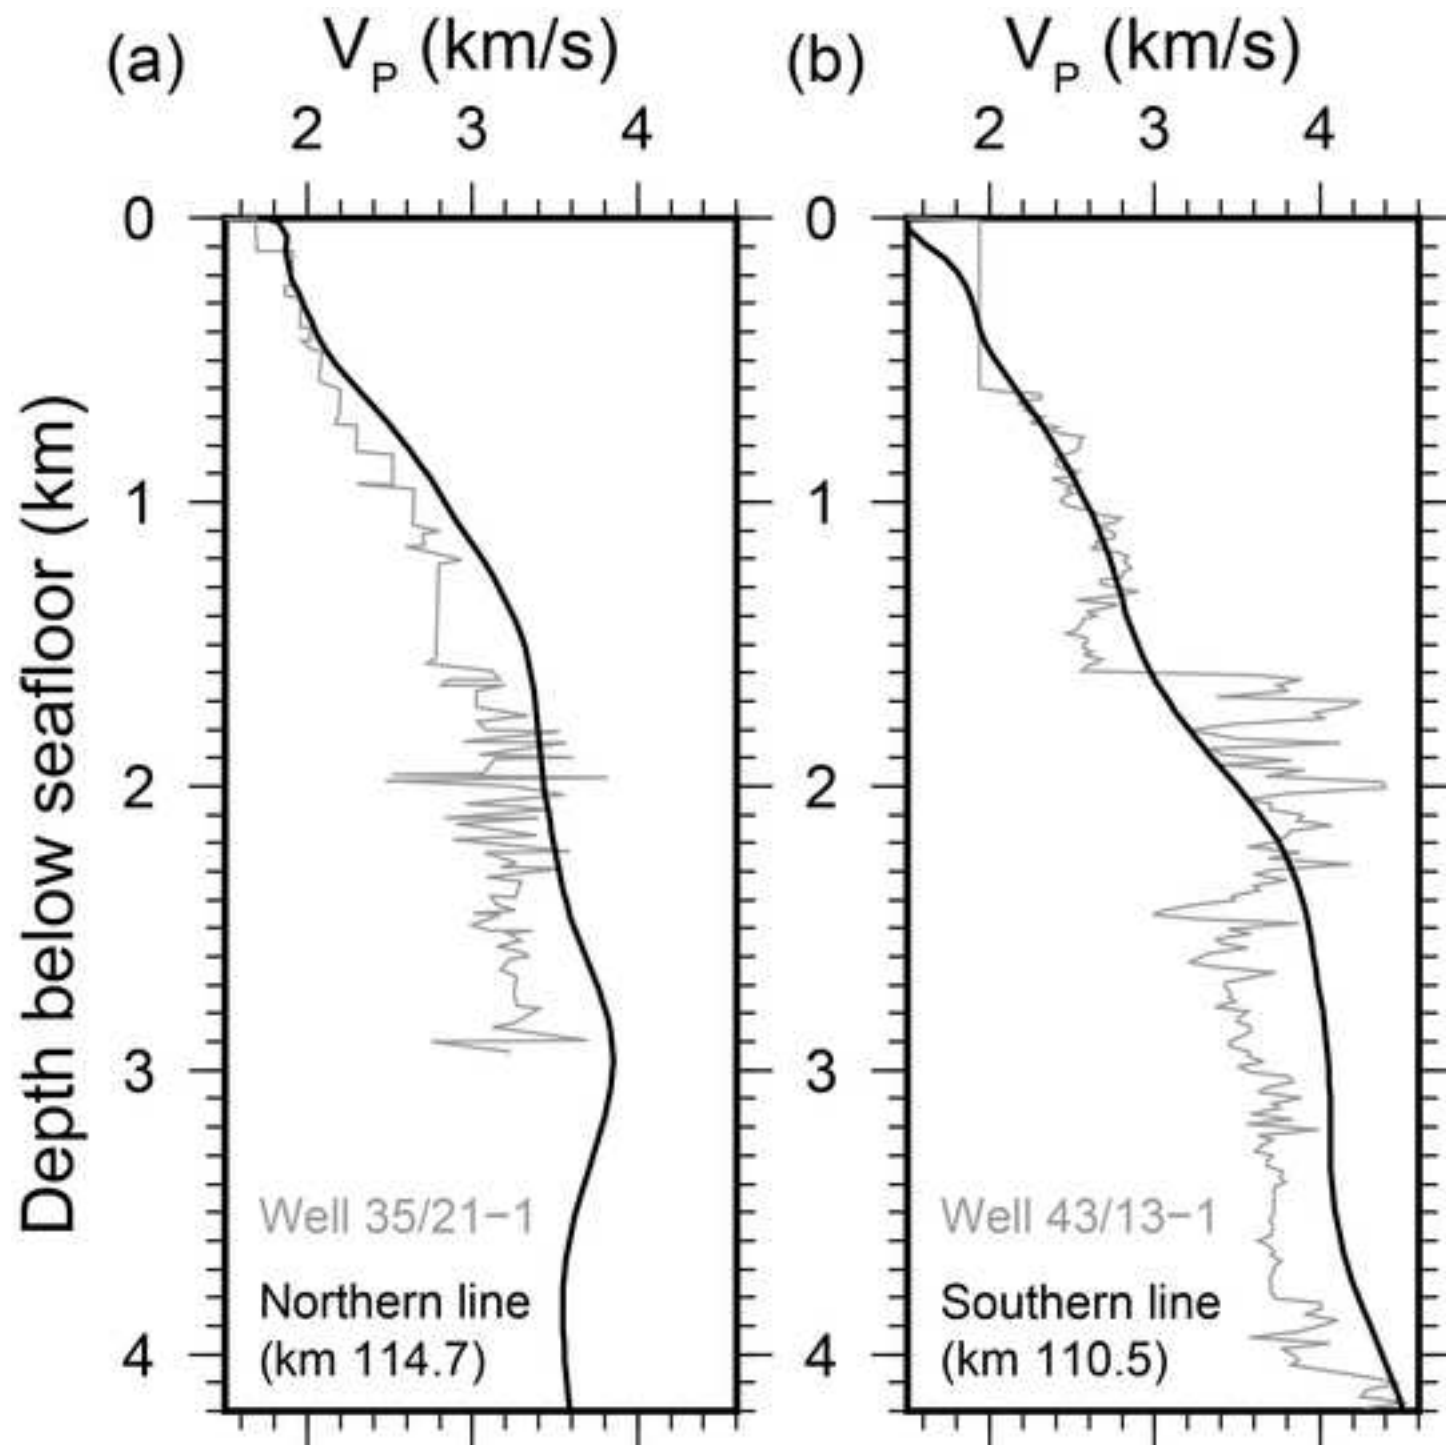 (a)
V_P (km/s)
2 3 4
(b)
V_P (km/s)
2 3 4
Depth below seafloor (km)
0
1
2
3
4
Well 35/21−1
Northern line
(km 114.7)
0
1
2
3
4
Well 43/13−1
Southern line
(km 110.5)